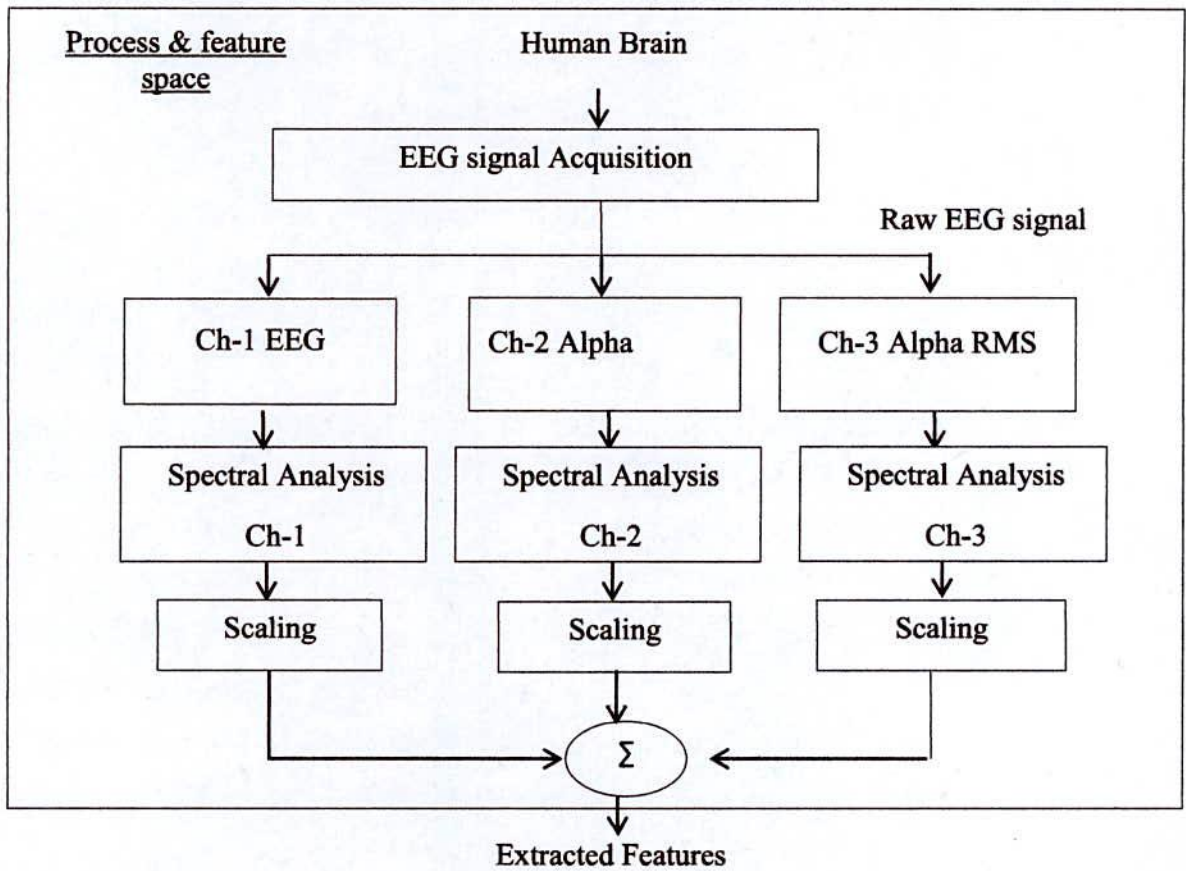 Process & feature
space
Human Brain
EEG signal Acquisition
Raw EEG signal
Ch-1 EEG
Ch-2 Alpha
Ch-3 Alpha RMS
Spectral Analysis
Ch-1
Spectral Analysis
Ch-2
Spectral Analysis
Ch-3
Scaling
Scaling
Scaling
Σ
Extracted Features